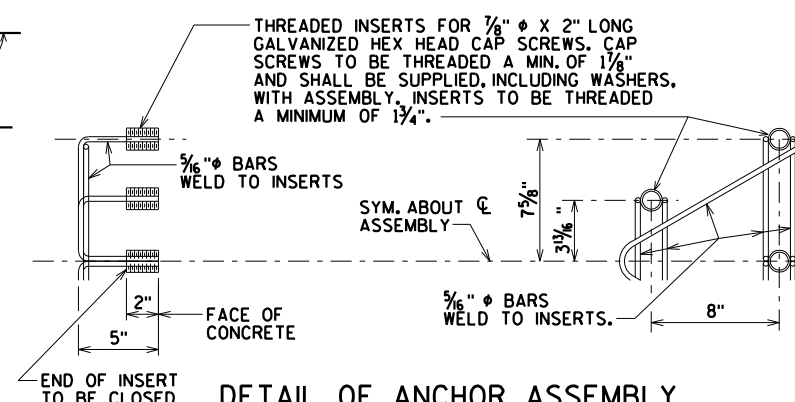 THREADED INSERTS FOR ⅞" ϕ X 2" LONG
GALVANIZED HEX HEAD CAP SCREWS. CAP
SCREWS TO BE THREADED A MIN. OF 1⅞"
AND SHALL BE SUPPLIED, INCLUDING WASHERS,
WITH ASSEMBLY. INSERTS TO BE THREADED
A MINIMUM OF 1¾".
5/16"ϕ BARS
WELD TO INSERTS
SYM. ABOUT ℄
ASSEMBLY
7⅝"
3 13/16"
2"
5"
FACE OF
CONCRETE
5/16" ϕ BARS
WELD TO INSERTS.
8"
END OF INSERT
TO BE CLOSED
DETAIL OF ANCHOR ASSEMBLY